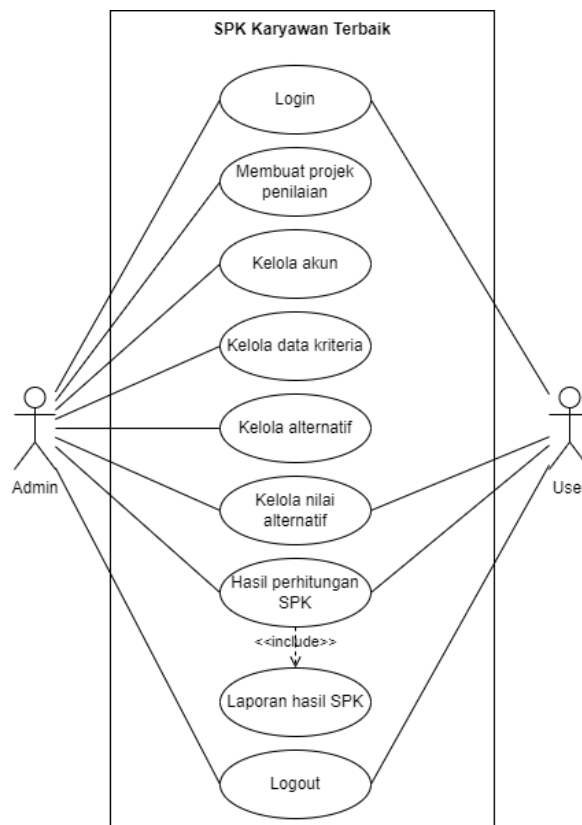 SPK Karyawan Terbaik
Login
Membuat projek
penilaian
Kelola akun
Kelola data kriteria
Kelola alternatif
Admin
Use
Kelola nilai
alternatif
Hasil perhitungan
SPK
<<include>>
Laporan hasil SPK
Logout